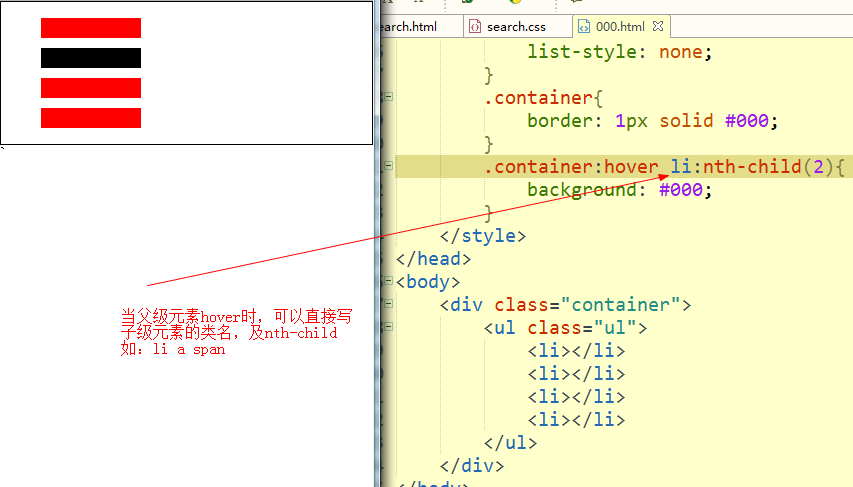 earch.html search.css 000.html
list-style: none;
}
.container{
border: 1px solid #000;
}
.container:hover li:nth-child(2){
background: #000;
}
</style>
</head>
<body>
<div class="container">
<ul class="ul">
<li></li>
<li></li>
<li></li>
<li></li>
</ul>
</div>
当父级元素hover时，可以直接写
子级元素的类名，及nth-child
如：li a span